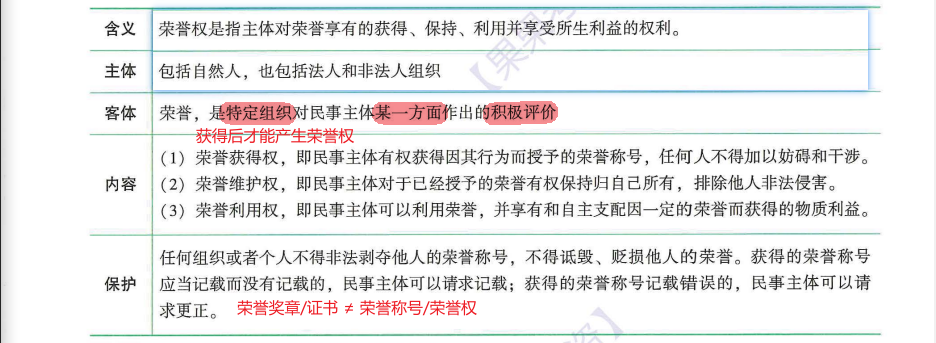 含义 荣誉权是指主体对荣誉享有的获得、保持、利用并享受所生利益的权利。
主体 包括自然人，也包括法人和非法人组织
客体 荣誉，是特定组织对民事主体某一方面作出的积极评价
获得后才能产生荣誉权
内容
（1）荣誉获得权，即民事主体有权获得因其行为而授予的荣誉称号，任何人不得加以妨碍和干涉。
（2）荣誉维护权，即民事主体对于已经授予的荣誉有权保持归自己所有，排除他人非法侵害。
（3）荣誉利用权，即民事主体可以利用荣誉，并享有和自主支配因一定的荣誉而获得的物质利益。
保护
任何组织或者个人不得非法剥夺他人的荣誉称号，不得诋毁、贬损他人的荣誉。获得的荣誉称号
应当记载而没有记载的，民事主体可以请求记载；获得的荣誉称号记载错误的，民事主体可以请
求更正。 荣誉奖章/证书 ≠ 荣誉称号/荣誉权
【果果